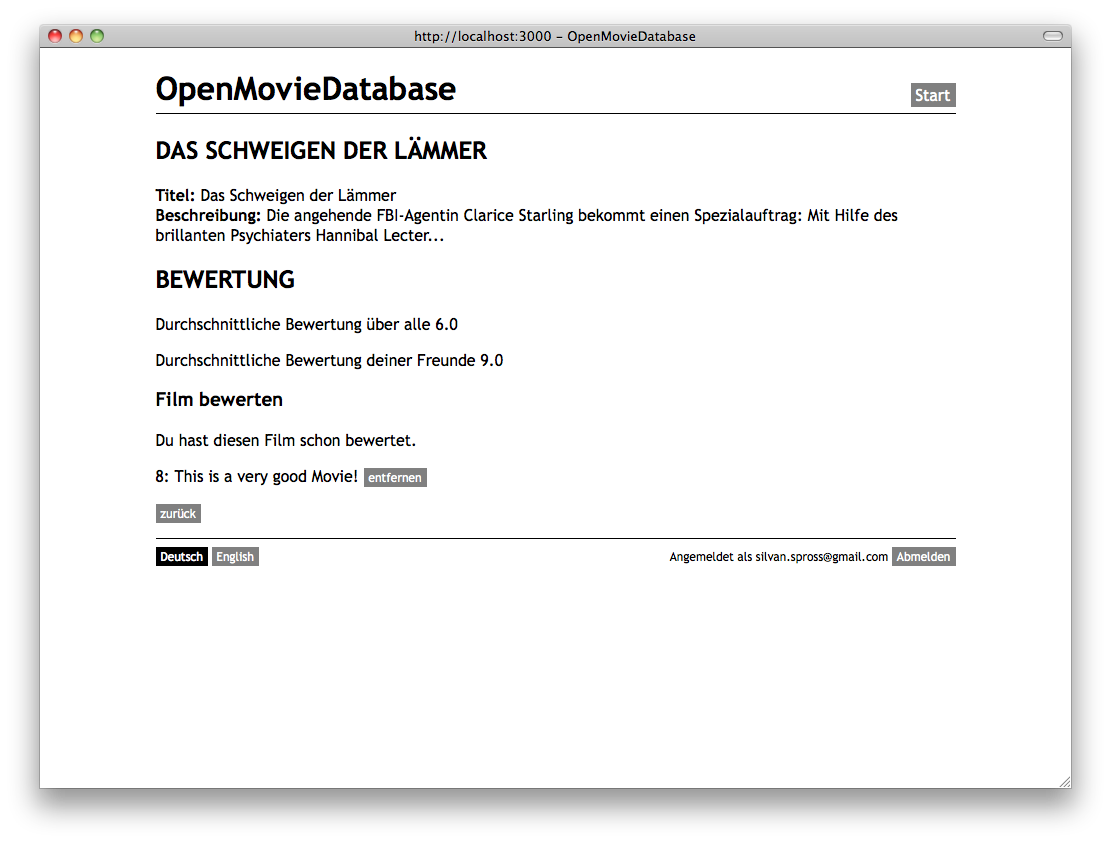 http://localhost:3000 – OpenMovieDatabase
OpenMovieDatabase
Start
DAS SCHWEIGEN DER LÄMMER
Titel: Das Schweigen der Lämmer
Beschreibung: Die angehende FBI-Agentin Clarice Starling bekommt einen Spezialauftrag: Mit Hilfe des
brillanten Psychiaters Hannibal Lecter...
BEWERTUNG
Durchschnittliche Bewertung über alle 6.0
Durchschnittliche Bewertung deiner Freunde 9.0
Film bewerten
Du hast diesen Film schon bewertet.
8: This is a very good Movie! entfernen
zurück
Deutsch English Angemeldet als silvan.spross@gmail.com Abmelden